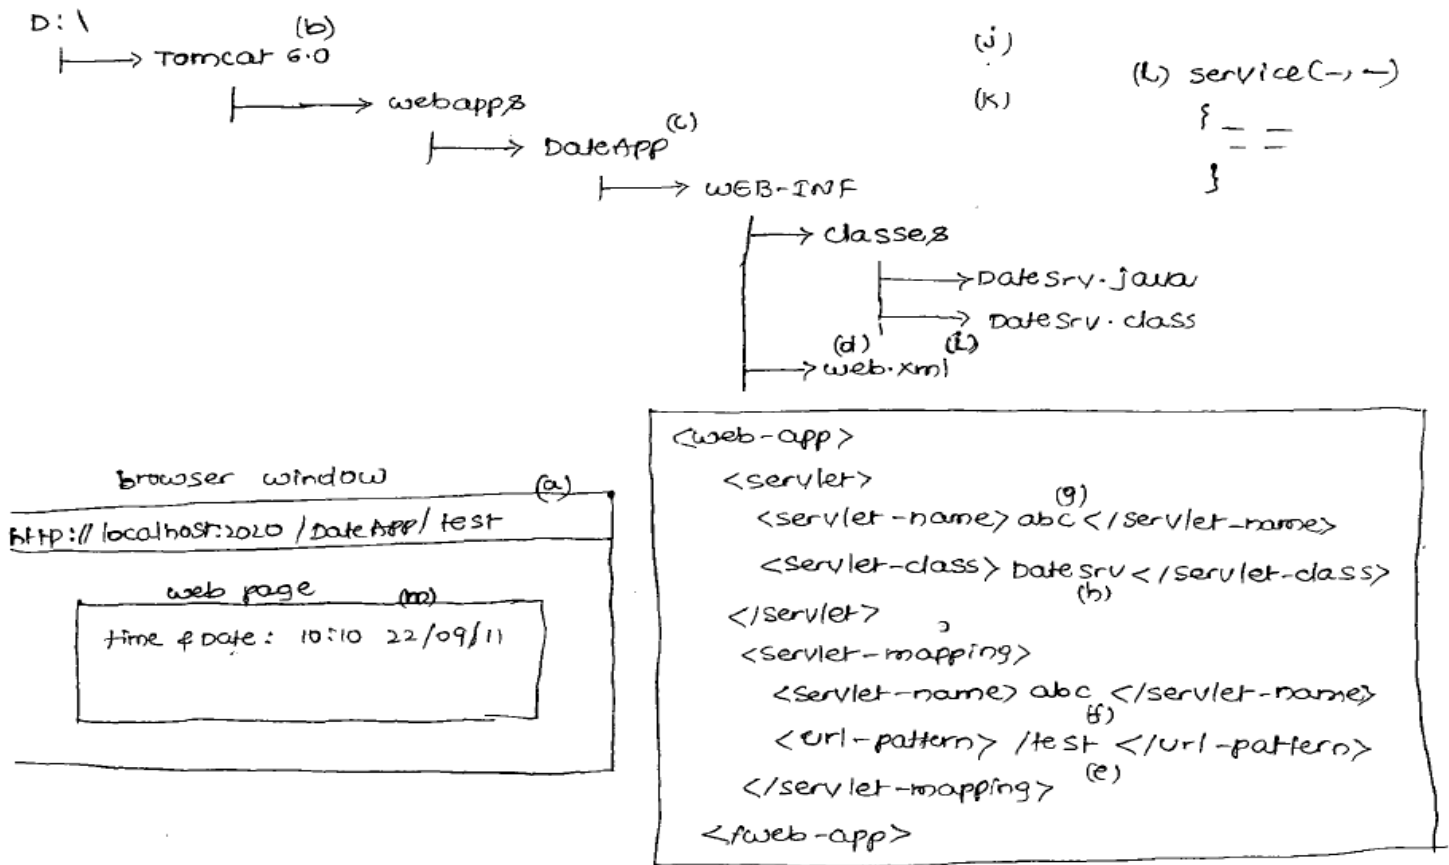 D:\
(b)
Tomcat 6.0
webapps
(c)
DateApp
WEB-INF
classes
DateSrv.java
DateSrv.class
(d) (i)
web.xml
(j)
(k)
(l) service(-, -)
{
}
browser window (a)
http://localhost:2020/DateApp/test
web page (m)
time & Date: 10:10 22/09/11
<web-app>
<servlet>
(g)
<servlet-name> abc </servlet-name>
<servlet-class> DateSrv </servlet-class>
(h)
</servlet>
<servlet-mapping>
<servlet-name> abc </servlet-name>
(f)
<url-pattern> /test </url-pattern>
(e)
</servlet-mapping>
</web-app>